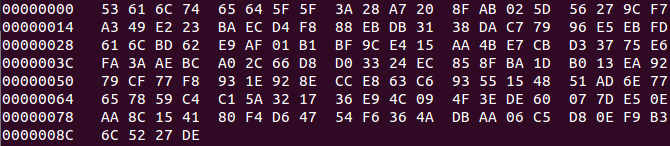 00000000 53 61 6C 74 65 64 5F 5F 3A 28 A7 20 8F AB 02 5D 56 27 9C F7
00000014 A3 49 E2 23 BA EC D4 F8 88 EB DB 31 38 DA C7 79 96 E5 EB FD
00000028 61 6C BD 62 E9 AF 01 B1 BF 9C E4 15 AA 4B E7 CB D3 37 75 E6
0000003C FA 3A AE BC A0 2C 66 D8 D0 33 24 EC 85 8F BA 1D B0 13 EA 92
00000050 79 CF 77 F8 93 1E 92 8E CC E8 63 C6 93 55 15 48 51 AD 6E 77
00000064 65 78 59 C4 C1 5A 32 17 36 E9 4C 09 4F 3E DE 60 07 7D E5 0E
00000078 AA 8C 15 41 80 F4 D6 47 54 F6 36 4A DB AA 06 C5 D8 0E F9 B3
0000008C 6C 52 27 DE